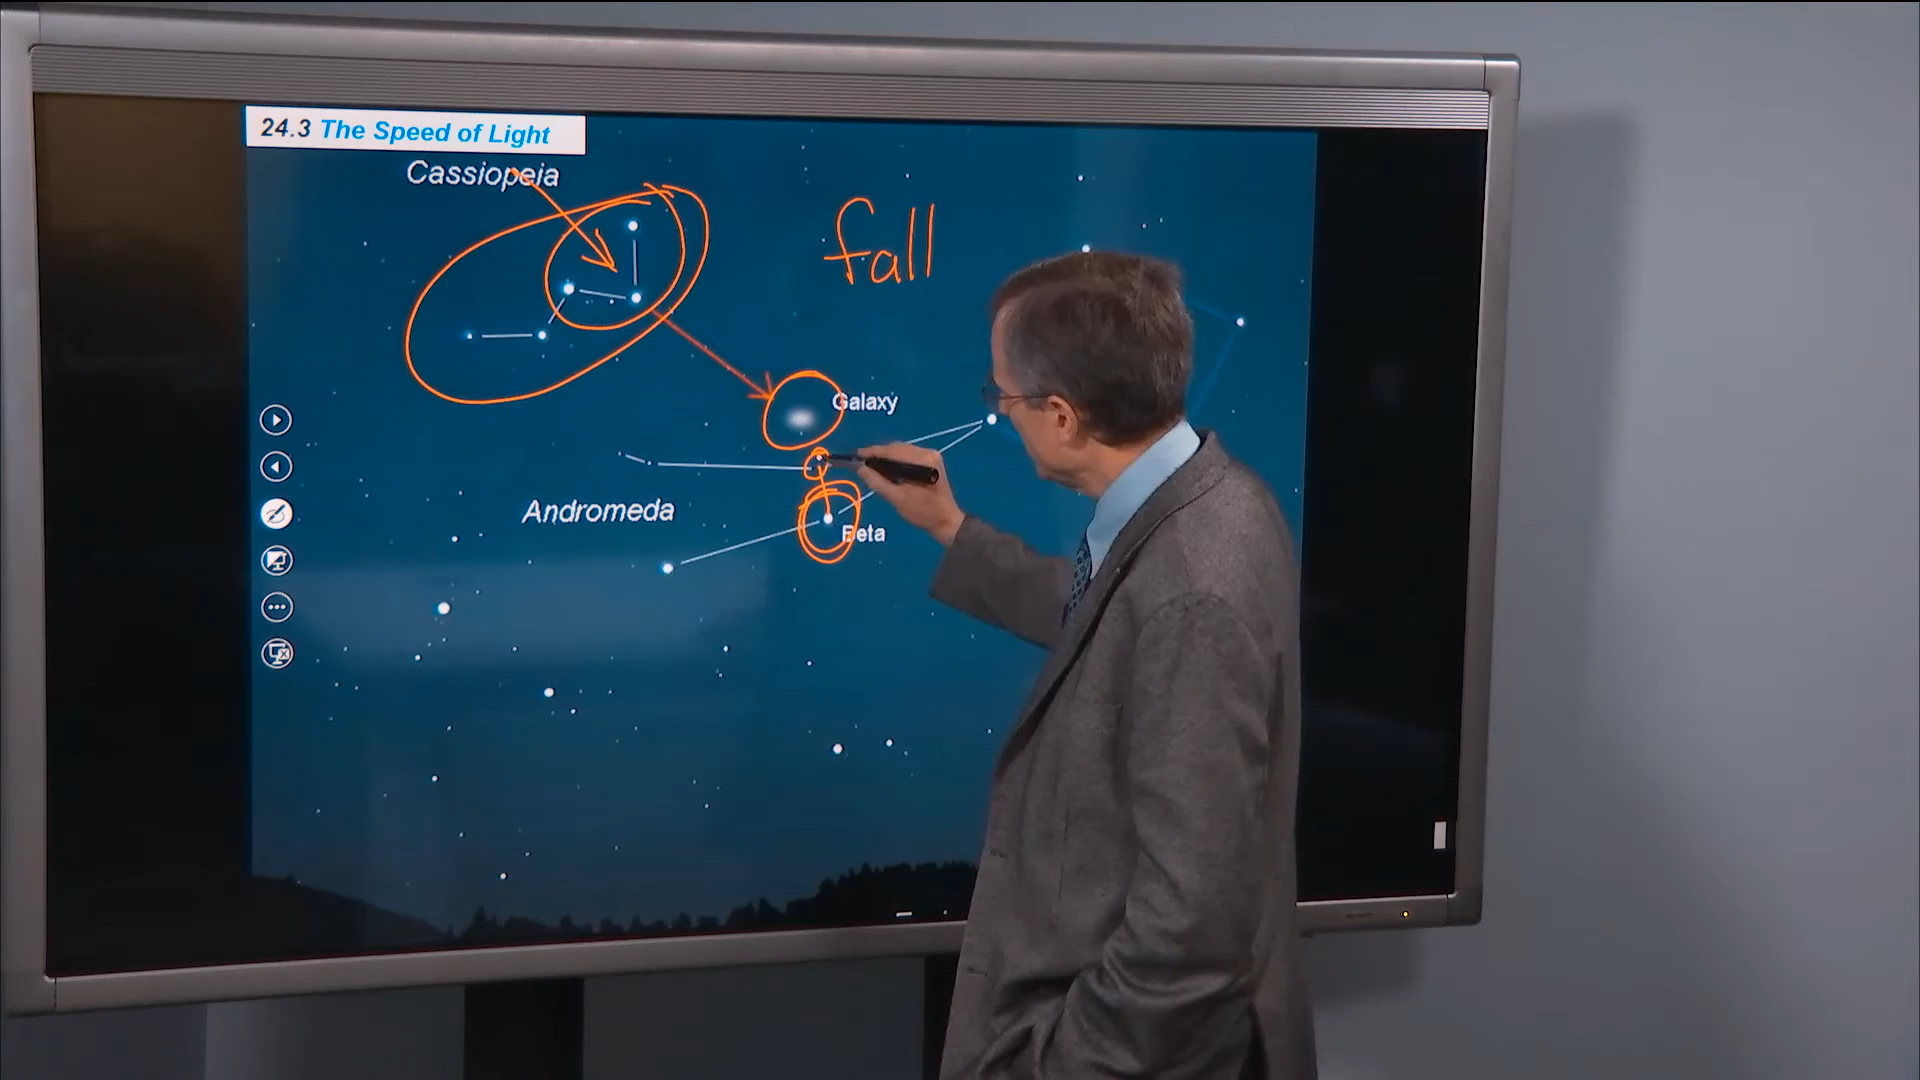 24.3 The Speed of Light
Cassiopeia
fall
Galaxy
Andromeda
Beta